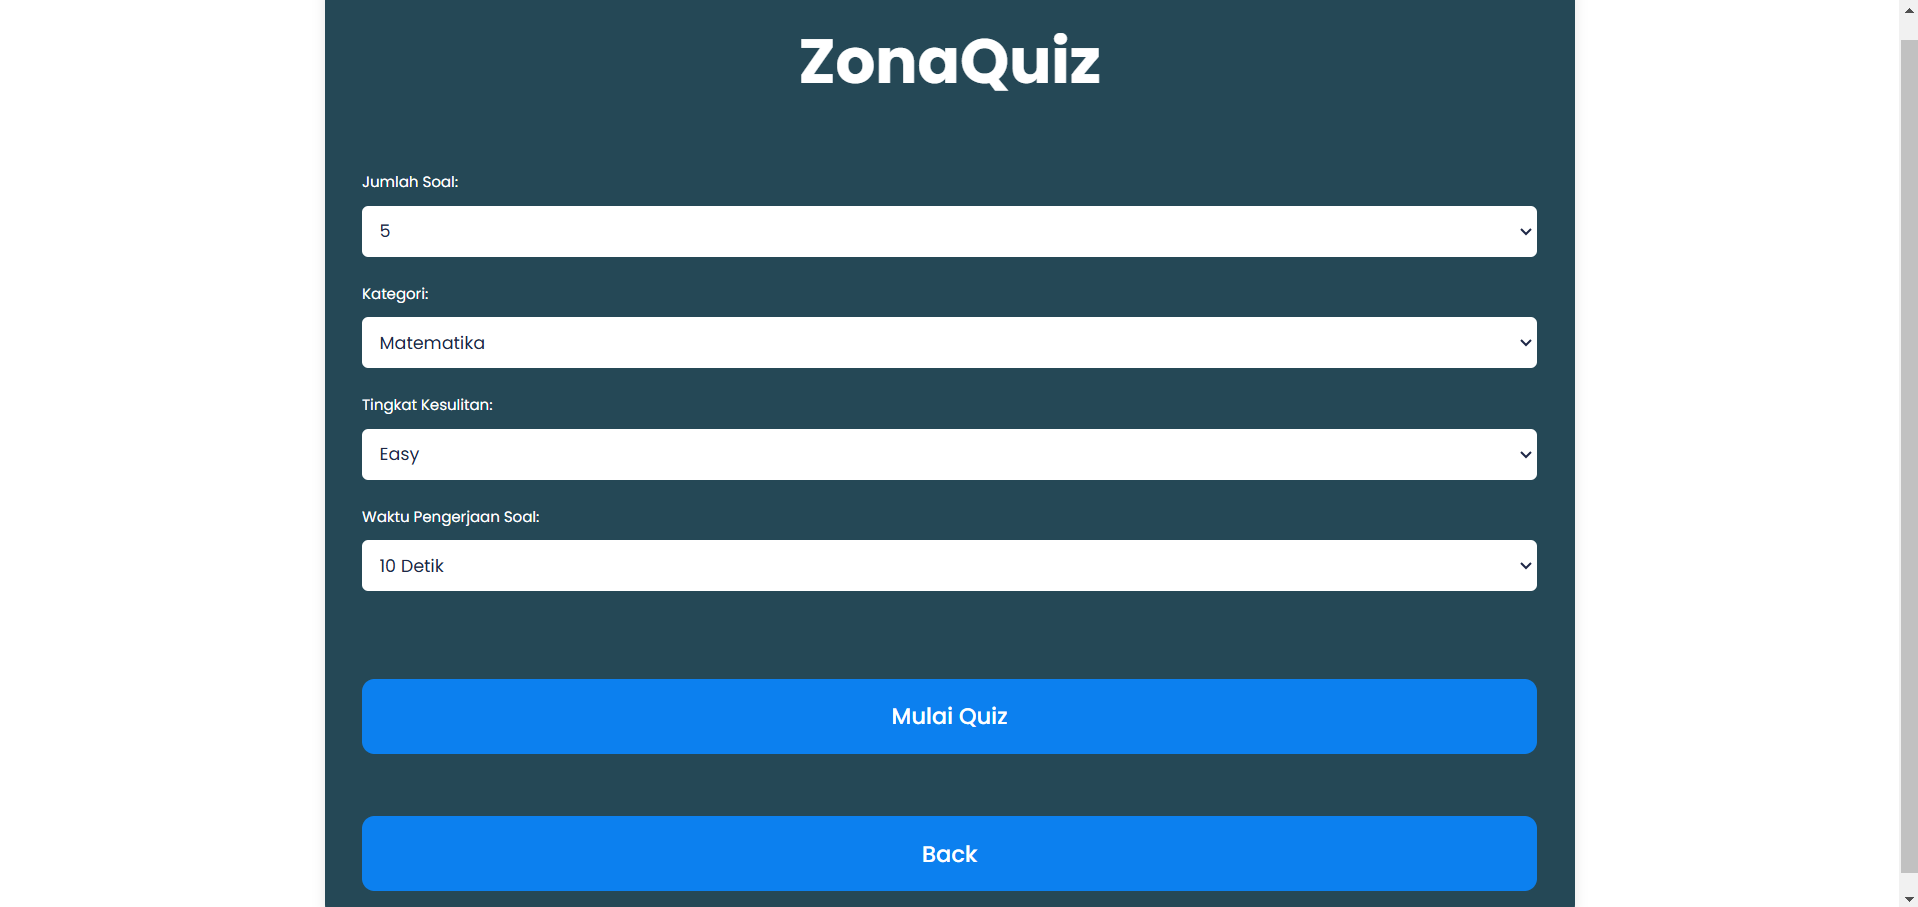 ZonaQuiz
Jumlah Soal:
5
Kategori:
Matematika
Tingkat Kesulitan:
Easy
Waktu Pengerjaan Soal:
10 Detik
Mulai Quiz
Back